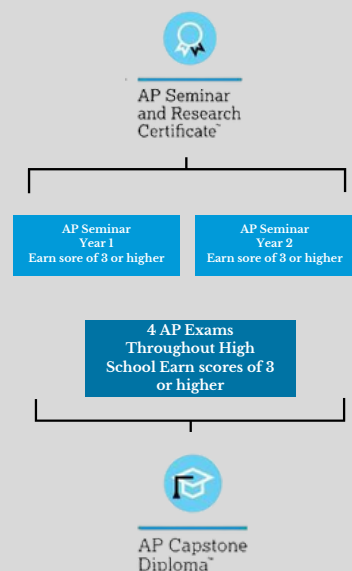 AP Seminar
and Research
Certificate™
AP Seminar
Year 1
Earn sore of 3 or higher
AP Seminar
Year 2
Earn sore of 3 or higher
4 AP Exams
Throughout High
School Earn scores of 3
or higher
AP Capstone
Diploma™